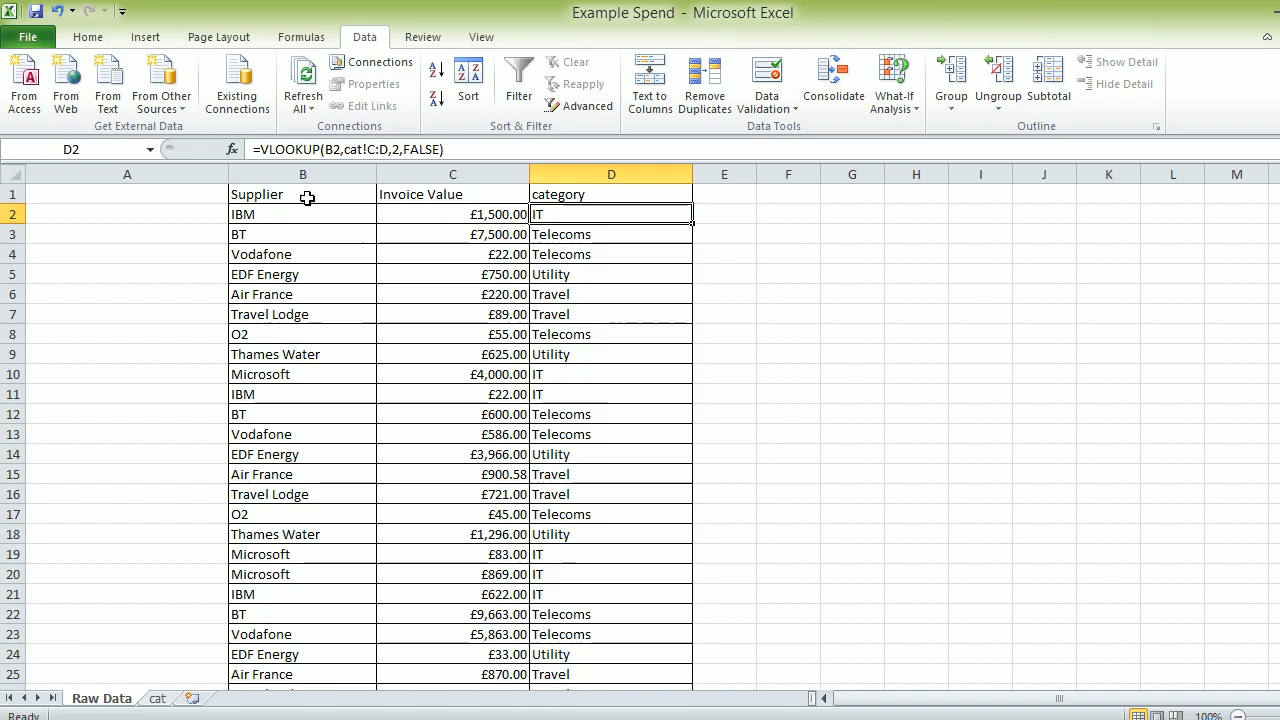 Example Spend - Microsoft Excel
File Home Insert Page Layout Formulas Data Review View
From Access
From Web
From Text
From Other Sources
Existing Connections
Get External Data
Refresh All
Connections
Properties
Edit Links
Connections
Sort
Filter
Clear
Reapply
Advanced
Sort & Filter
Text to Columns
Remove Duplicates
Data Validation
Consolidate
What-If Analysis
Data Tools
Group
Ungroup
Subtotal
Show Detail
Hide Detail
Outline
D2 fx =VLOOKUP(B2,cat!C:D,2,FALSE)
A B C D E F G H I J K L M
1 Supplier Invoice Value category
2 IBM £1,500.00 IT
3 BT £7,500.00 Telecoms
4 Vodafone £22.00 Telecoms
5 EDF Energy £750.00 Utility
6 Air France £220.00 Travel
7 Travel Lodge £89.00 Travel
8 O2 £55.00 Telecoms
9 Thames Water £625.00 Utility
10 Microsoft £4,000.00 IT
11 IBM £22.00 IT
12 BT £600.00 Telecoms
13 Vodafone £586.00 Telecoms
14 EDF Energy £3,966.00 Utility
15 Air France £900.58 Travel
16 Travel Lodge £721.00 Travel
17 O2 £45.00 Telecoms
18 Thames Water £1,296.00 Utility
19 Microsoft £83.00 IT
20 Microsoft £869.00 IT
21 IBM £622.00 IT
22 BT £9,663.00 Telecoms
23 Vodafone £5,863.00 Telecoms
24 EDF Energy £33.00 Utility
25 Air France £870.00 Travel
Raw Data cat
Ready 100%